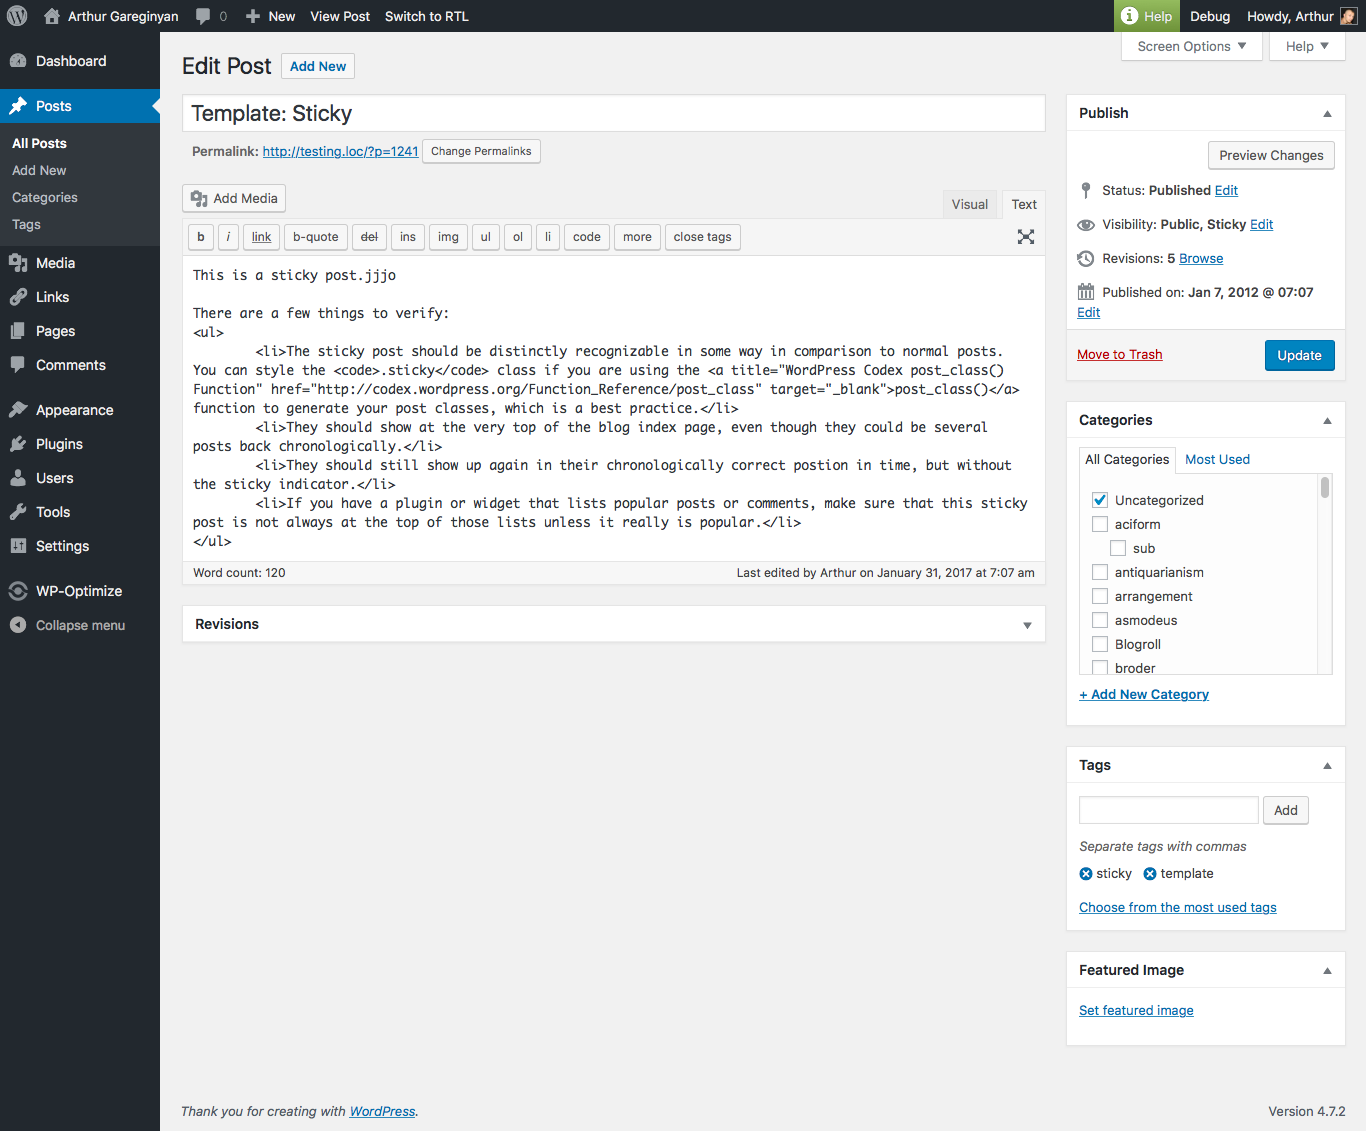 Arthur Gareginyan 0 New View Post Switch to RTL Help Debug Howdy, Arthur
Screen Options Help
Dashboard
Posts
All Posts
Add New
Categories
Tags
Media
Links
Pages
Comments
Appearance
Plugins
Users
Tools
Settings
WP-Optimize
Collapse menu
Edit Post Add New
Template: Sticky
Permalink: http://testing.loc/?p=1241 Change Permalinks
Add Media
Visual Text
b i link b-quote del ins img ul ol li code more close tags
This is a sticky post.jjjo
There are a few things to verify:
<ul>
<li>The sticky post should be distinctly recognizable in some way in comparison to normal posts.
You can style the <code>.sticky</code> class if you are using the <a title="WordPress Codex post_class()
Function" href="http://codex.wordpress.org/Function_Reference/post_class" target="_blank">post_class()</a>
function to generate your post classes, which is a best practice.</li>
<li>They should show at the very top of the blog index page, even though they could be several
posts back chronologically.</li>
<li>They should still show up again in their chronologically correct postion in time, but without
the sticky indicator.</li>
<li>If you have a plugin or widget that lists popular posts or comments, make sure that this sticky
post is not always at the top of those lists unless it really is popular.</li>
</ul>
Word count: 120 Last edited by Arthur on January 31, 2017 at 7:07 am
Revisions
Publish
Preview Changes
Status: Published Edit
Visibility: Public, Sticky Edit
Revisions: 5 Browse
Published on: Jan 7, 2012 @ 07:07
Edit
Move to Trash Update
Categories
All Categories Most Used
Uncategorized
aciform
sub
antiquarianism
arrangement
asmodeus
Blogroll
broder
+ Add New Category
Tags
Add
Separate tags with commas
sticky template
Choose from the most used tags
Featured Image
Set featured image
Thank you for creating with WordPress. Version 4.7.2